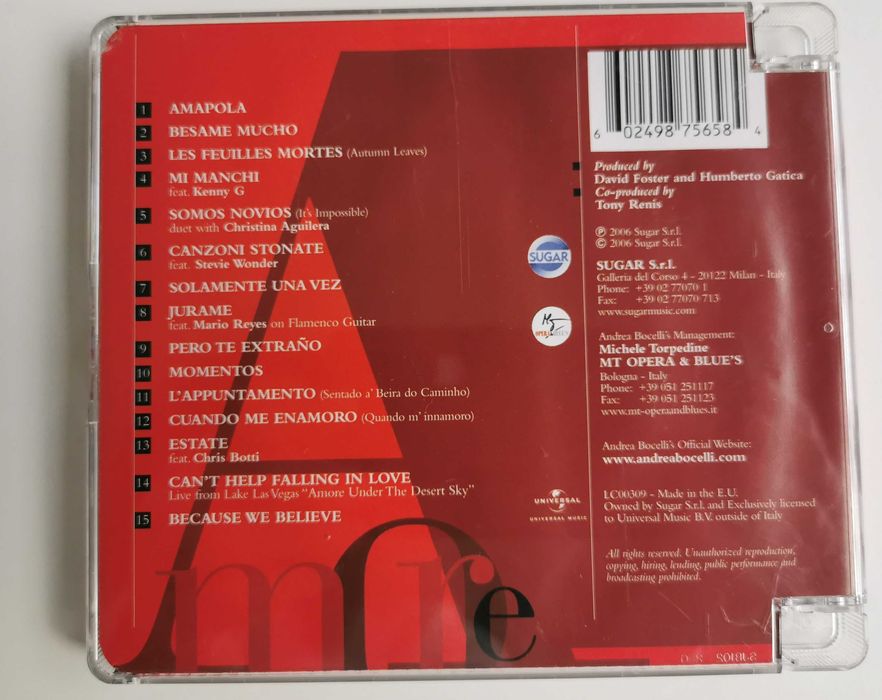 1 AMAPOLA
2 BESAME MUCHO
3 LES FEUILLES MORTES (Autumn Leaves)
4 MI MANCHI
feat. Kenny G
5 SOMOS NOVIOS (It's Impossible)
duet with Christina Aguilera
6 CANZONI STONATE
feat. Stevie Wonder
7 SOLAMENTE UNA VEZ
8 JURAME
feat. Mario Reyes on Flamenco Guitar
9 PERO TE EXTRAÑO
10 MOMENTOS
11 L'APPUNTAMENTO (Sentado a' Beira do Caminho)
12 CUANDO ME ENAMORO (Quando m' innamoro)
13 ESTATE
feat. Chris Botti
14 CAN'T HELP FALLING IN LOVE
Live from Lake Las Vegas "Amore Under The Desert Sky"
15 BECAUSE WE BELIEVE
Amore
SUGAR
UNIVERSAL
UNIVERSAL MUSIC
6 02498 75658 4
Produced by
David Foster and Humberto Gatica
Co-produced by
Tony Renis
℗ 2006 Sugar S.r.l.
© 2006 Sugar S.r.l.
SUGAR S.r.l.
Galleria del Corso 4 - 20122 Milan - Italy
Phone: +39 02 77070 1
Fax: +39 02 77070 713
www.sugarmusic.com
Andrea Bocelli's Management:
Michele Torpedine
MT OPERA & BLUE'S
Bologna - Italy
Phone: +39 051 251117
Fax: +39 051 251123
www.mt-operaandblues.it
Andrea Bocelli's Official Website:
www.andreabocelli.com
LC00309 - Made in the E.U.
Owned by Sugar S.r.l. and Exclusively licensed
to Universal Music B.V. outside of Italy
All rights reserved. Unauthorized reproduction,
copying, hiring, lending, public performance and
broadcasting prohibited.